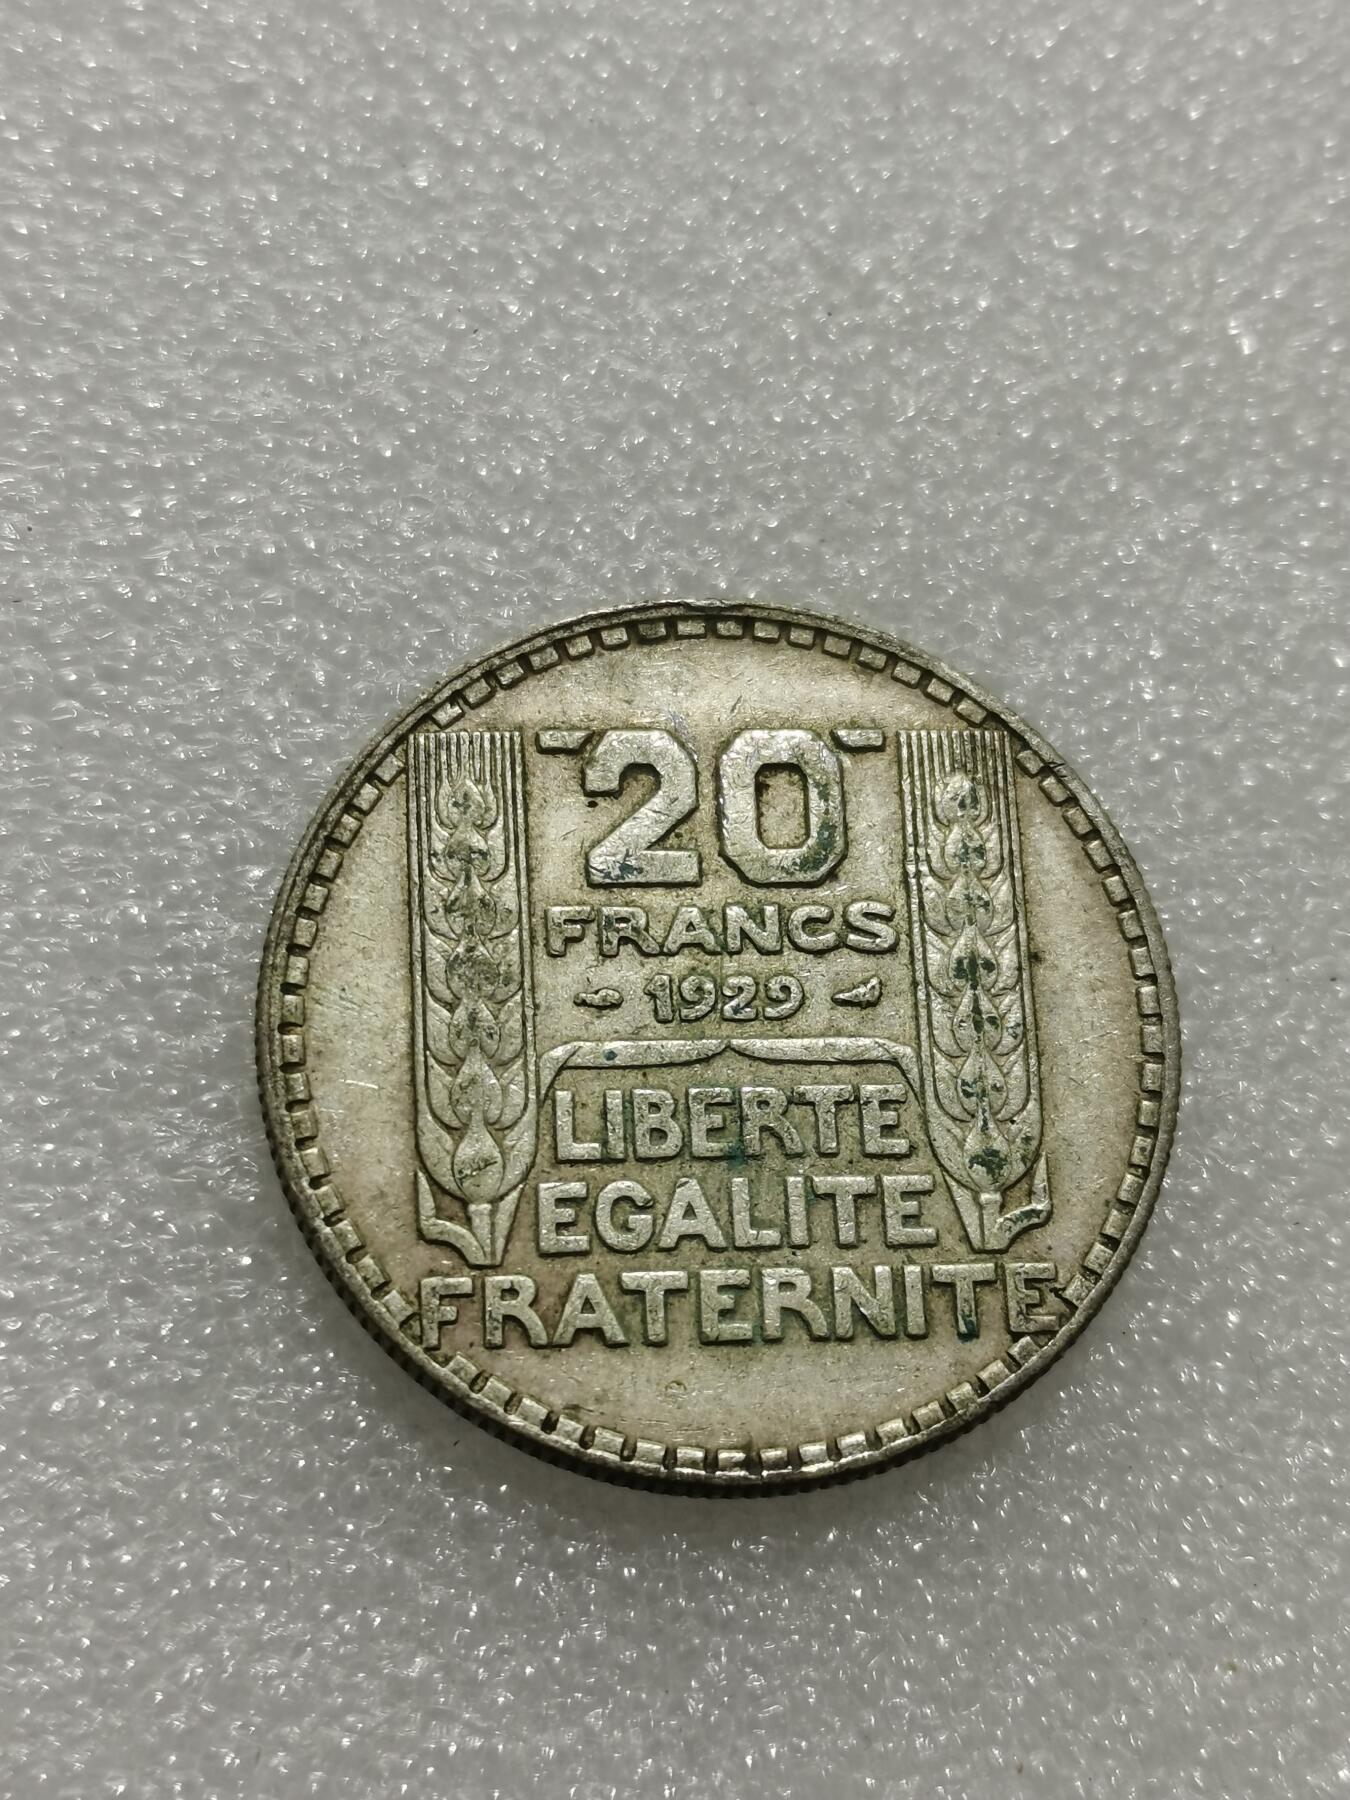 20
FRANCS
1929
LIBERTE
EGALITE
FRATERNITE